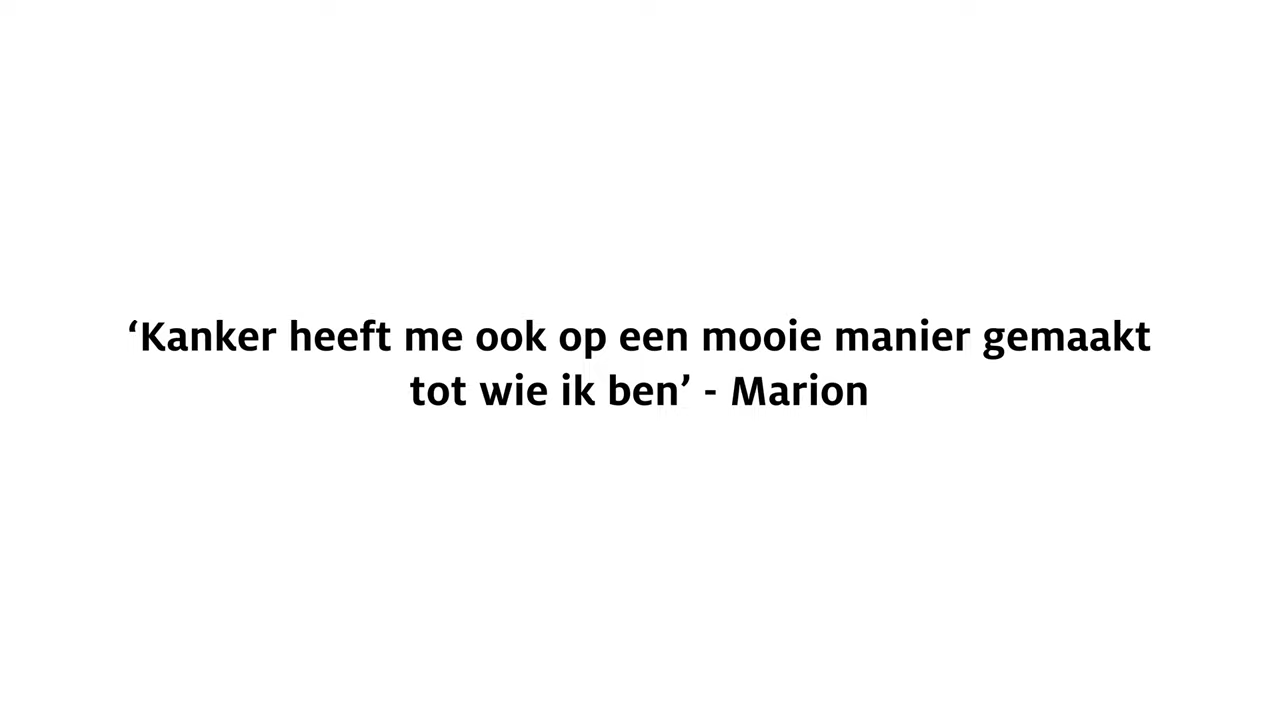 ‘Kanker heeft me ook op een mooie manier gemaakt
tot wie ik ben’ - Marion